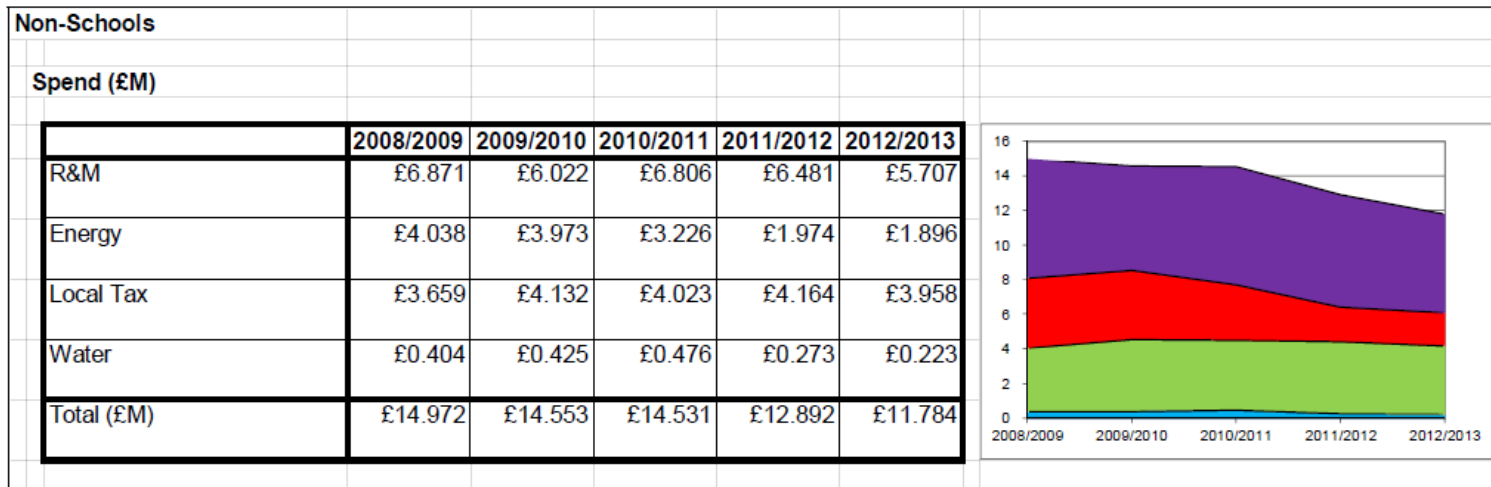 Non-Schools
Spend (£M)
2008/2009 2009/2010 2010/2011 2011/2012 2012/2013
R&M £6.871 £6.022 £6.806 £6.481 £5.707
Energy £4.038 £3.973 £3.226 £1.974 £1.896
Local Tax £3.659 £4.132 £4.023 £4.164 £3.958
Water £0.404 £0.425 £0.476 £0.273 £0.223
Total (£M) £14.972 £14.553 £14.531 £12.892 £11.784
16
14
12
10
8
6
4
2
0
2008/2009 2009/2010 2010/2011 2011/2012 2012/2013